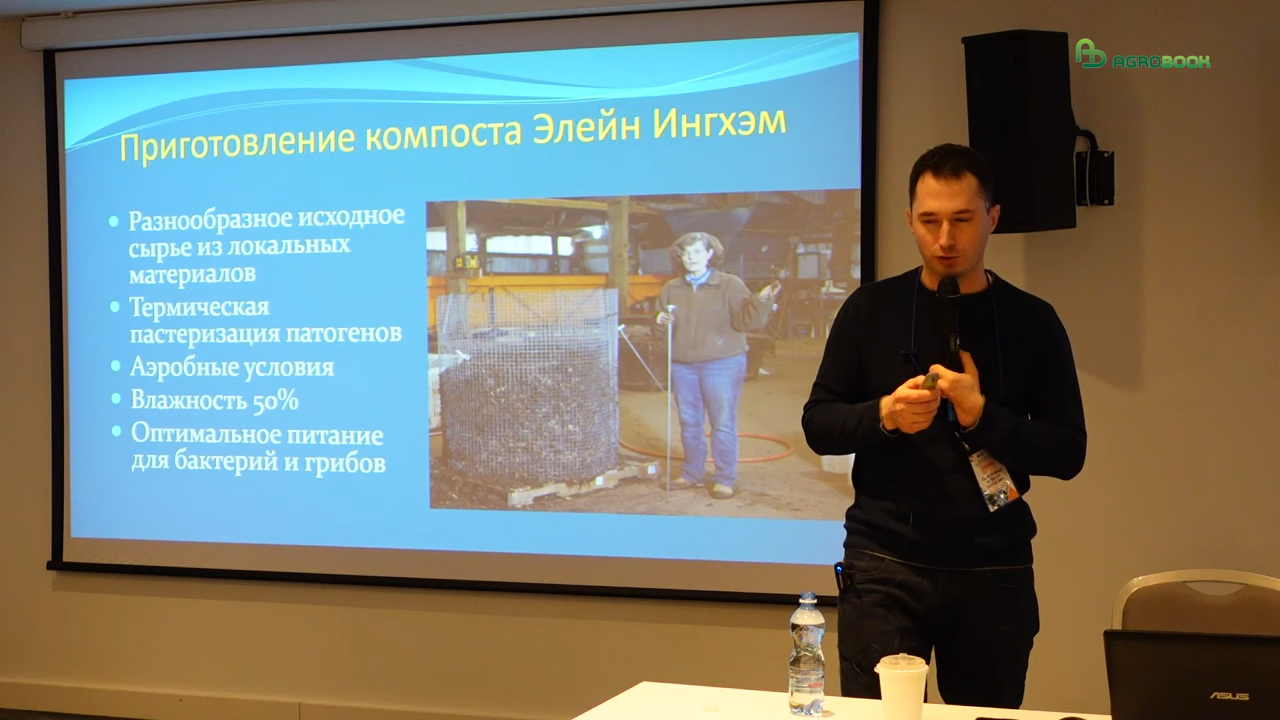 AGROBOOK
Приготовление компоста Элейн Ингхэм
Разнообразное исходное
сырье из локальных
материалов
Термическая
пастеризация патогенов
Аэробные условия
Влажность 50%
Оптимальное питание
для бактерий и грибов
ASUS